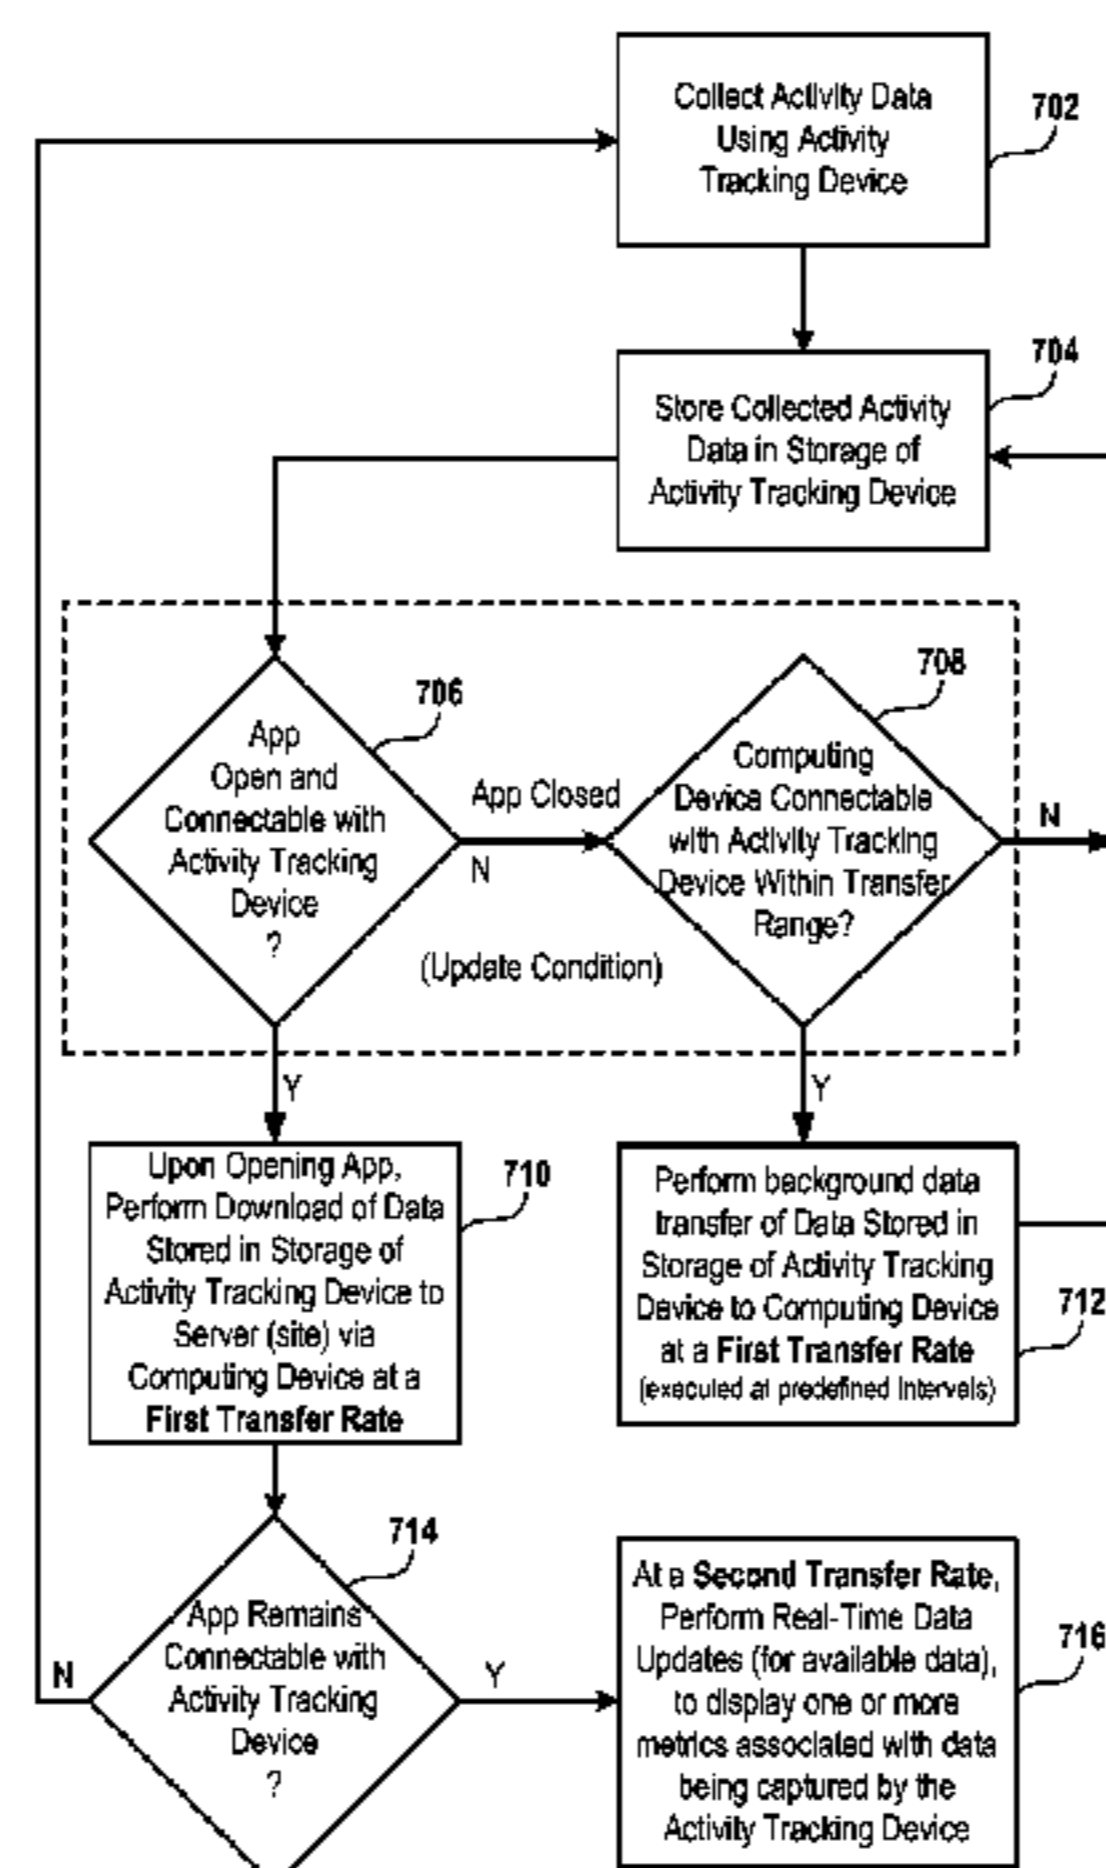 Collect Activity Data
Using Activity
Tracking Device
702
Store Collected Activity
Data in Storage of
Activity Tracking Device
704
App
Open and
Connectable with
Activity Tracking
Device
?
706
App Closed
N
Computing
Device Connectable
with Activity Tracking
Device Within Transfer
Range?
708
N
(Update Condition)
Y
Y
Upon Opening App,
Perform Download of Data
Stored in Storage of
Activity Tracking Device to
Server (site) via
Computing Device at a
First Transfer Rate
710
Perform background data
transfer of Data Stored in
Storage of Activity Tracking
Device to Computing Device
at a First Transfer Rate
(executed at predefined Intervals)
712
App Remains
Connectable with
Activity Tracking
Device
?
714
N
Y
At a Second Transfer Rate,
Perform Real-Time Data
Updates (for available data),
to display one or more
metrics associated with data
being captured by the
Activity Tracking Device
716